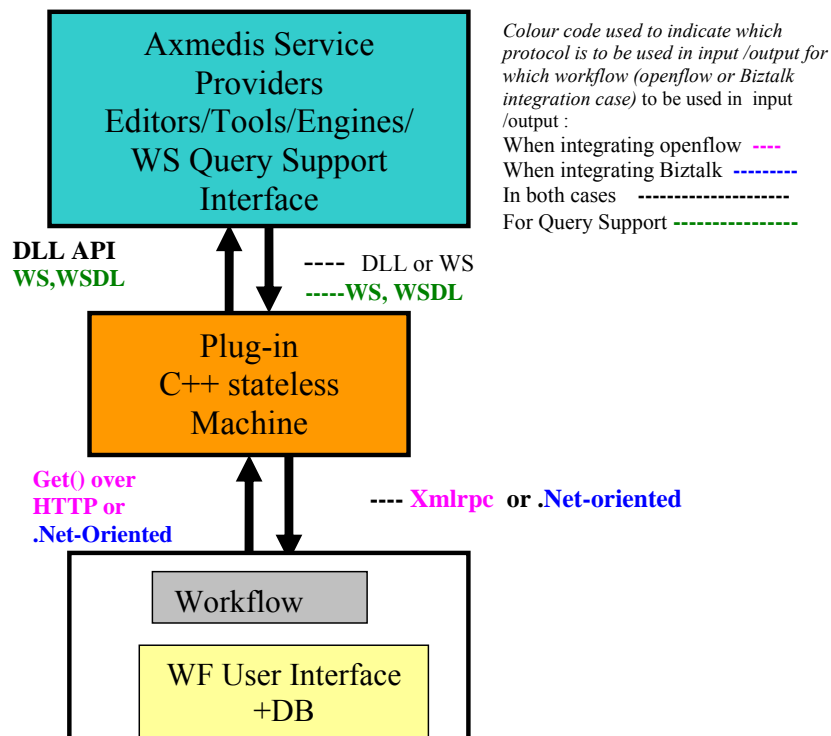 Axmedis Service
Providers
Editors/Tools/Engines/
WS Query Support
Interface
Colour code used to indicate which
protocol is to be used in input /output for
which workflow (openflow or Biztalk
integration case) to be used in input
/output :
When integrating openflow ----
When integrating Biztalk ---------
In both cases ---------------------
For Query Support ----------------
DLL API
WS,WSDL
---- DLL or WS
-----WS, WSDL
Plug-in
C++ stateless
Machine
Get() over
HTTP or
.Net-Oriented
---- Xmlrpc or .Net-oriented
Workflow
WF User Interface
+DB